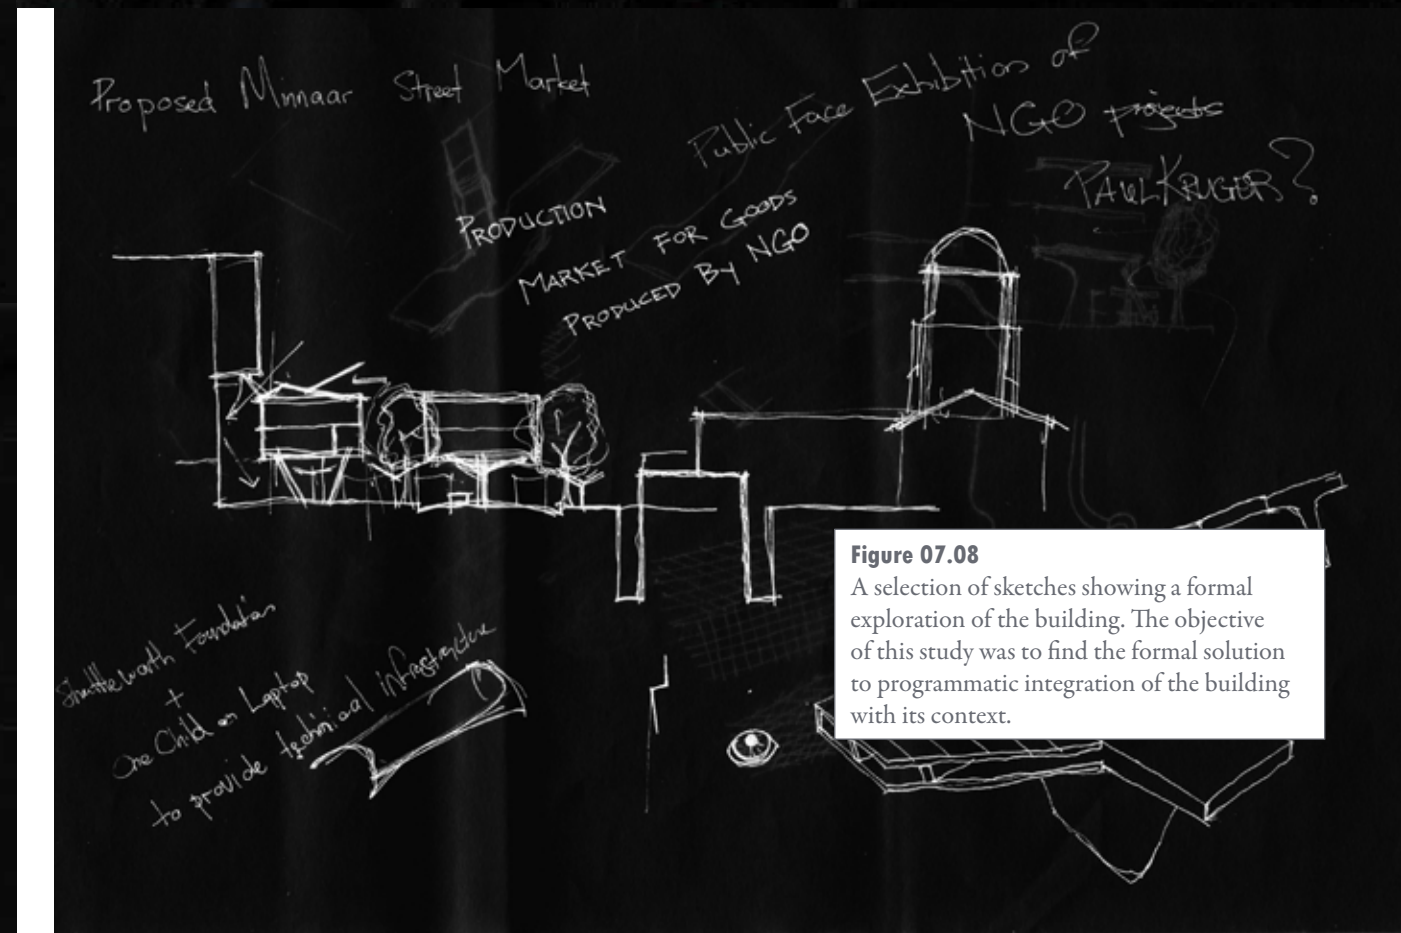 Proposed Minnaar Street Market
Public Face Exhibition of
NGO projects
PAUL KRUGER?
PRODUCTION
MARKET FOR GOODS
PRODUCED BY NGO
Shuttleworth Foundation
+
One Child on Laptop
to provide technical infrastructure
Figure 07.08
A selection of sketches showing a formal
exploration of the building. The objective
of this study was to find the formal solution
to programmatic integration of the building
with its context.